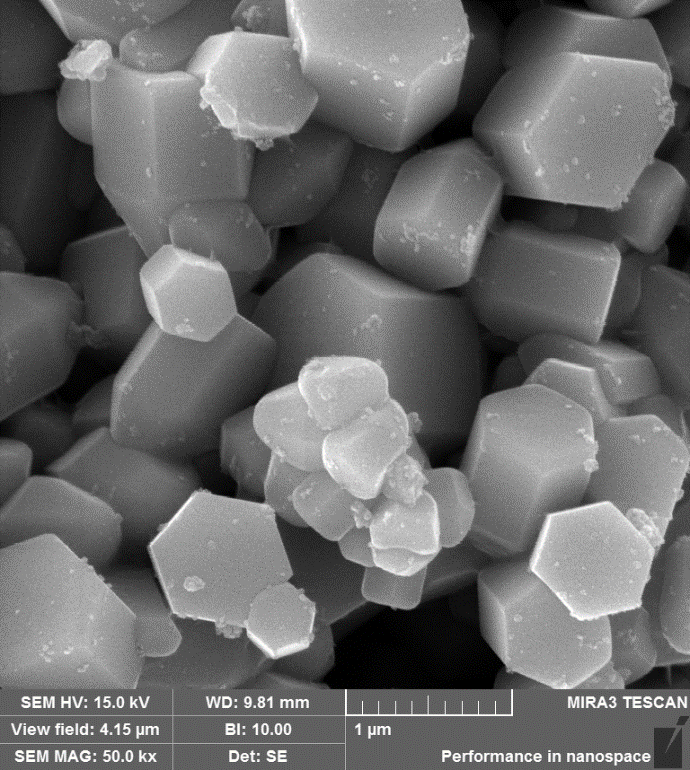 SEM HV: 15.0 kV WD: 9.81 mm MIRA3 TESCAN
View field: 4.15 µm BI: 10.00 1 µm
SEM MAG: 50.0 kx Det: SE Performance in nanospace